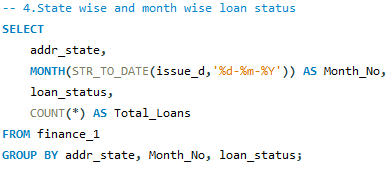 -- 4.State wise and month wise loan status
SELECT
    addr_state,
    MONTH(STR_TO_DATE(issue_d,'%d-%m-%Y')) AS Month_No,
    loan_status,
    COUNT(*) AS Total_Loans
FROM finance_1
GROUP BY addr_state, Month_No, loan_status;